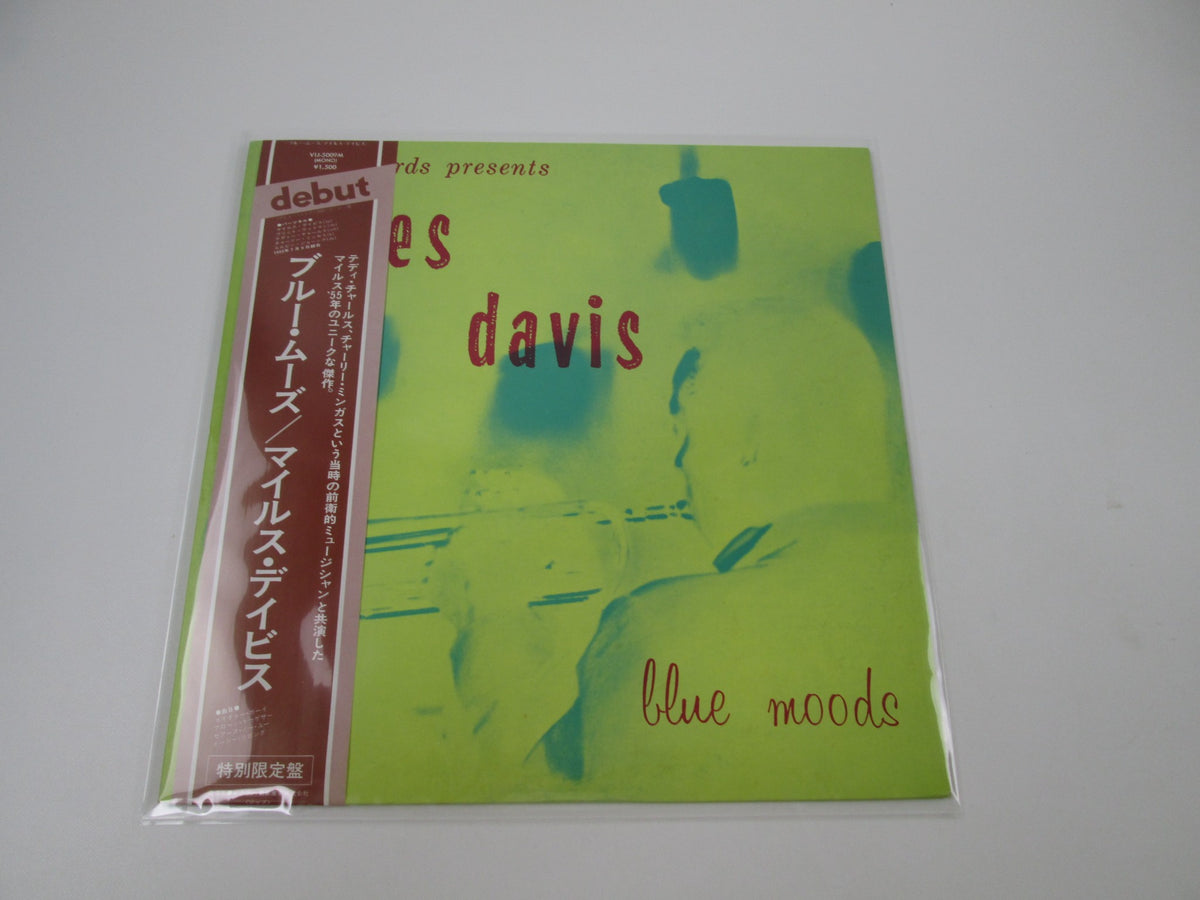 VIJ-5009M
(MONO)
¥1,500
debut
テディ・チャールス、チャーリー・ミンガスという当時の前衛的ミュージシャンと共演した
マイルス'55年のユニークな傑作。
ブルー・ムーズ/マイルス・デイビス
特別限定盤
rds presents
es
davis
blue moods